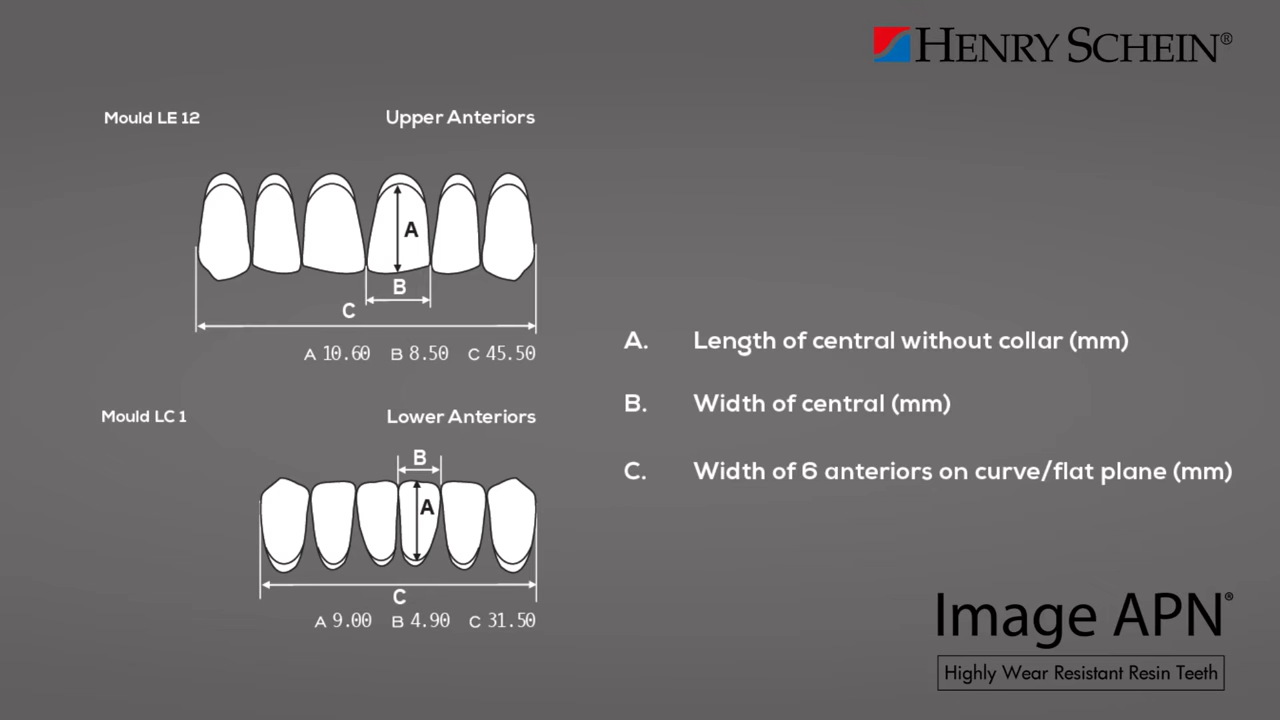 HENRY SCHEIN®
Mould LE 12
Upper Anteriors
A
B
C
A 10.60 B 8.50 C 45.50
Mould LC 1
Lower Anteriors
B
A
C
A 9.00 B 4.90 C 31.50
A. Length of central without collar (mm)
B. Width of central (mm)
C. Width of 6 anteriors on curve/flat plane (mm)
Image APN®
Highly Wear Resistant Resin Teeth